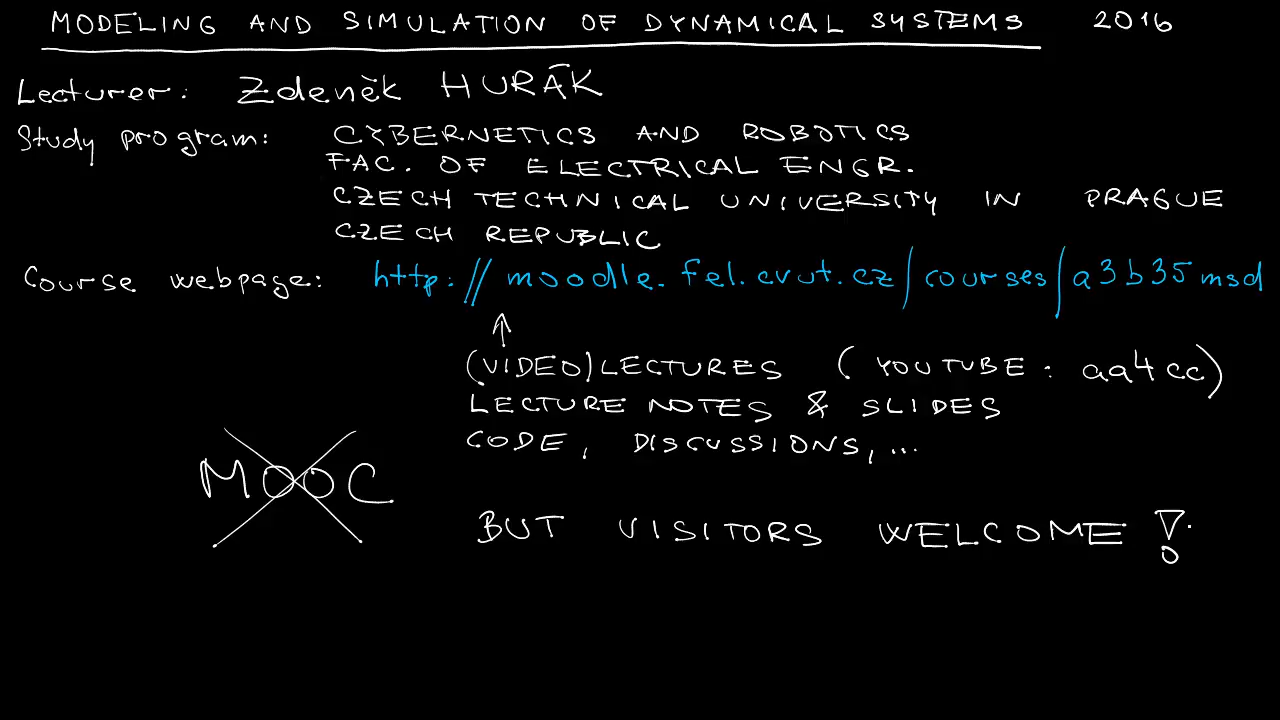 MODELING AND SIMULATION OF DYNAMICAL SYSTEMS 2016
Lecturer: Zdeněk HURÁK
Study program: CYBERNETICS AND ROBOTICS
FAC. OF ELECTRICAL ENGR.
CZECH TECHNICAL UNIVERSITY IN PRAGUE
CZECH REPUBLIC
Course webpage: http://moodle.fel.cvut.cz/courses/a3b35msd
(VIDEO)LECTURES (YOUTUBE: aa4cc)
LECTURE NOTES & SLIDES
CODE, DISCUSSIONS, ...
MOOC
BUT VISITORS WELCOME!